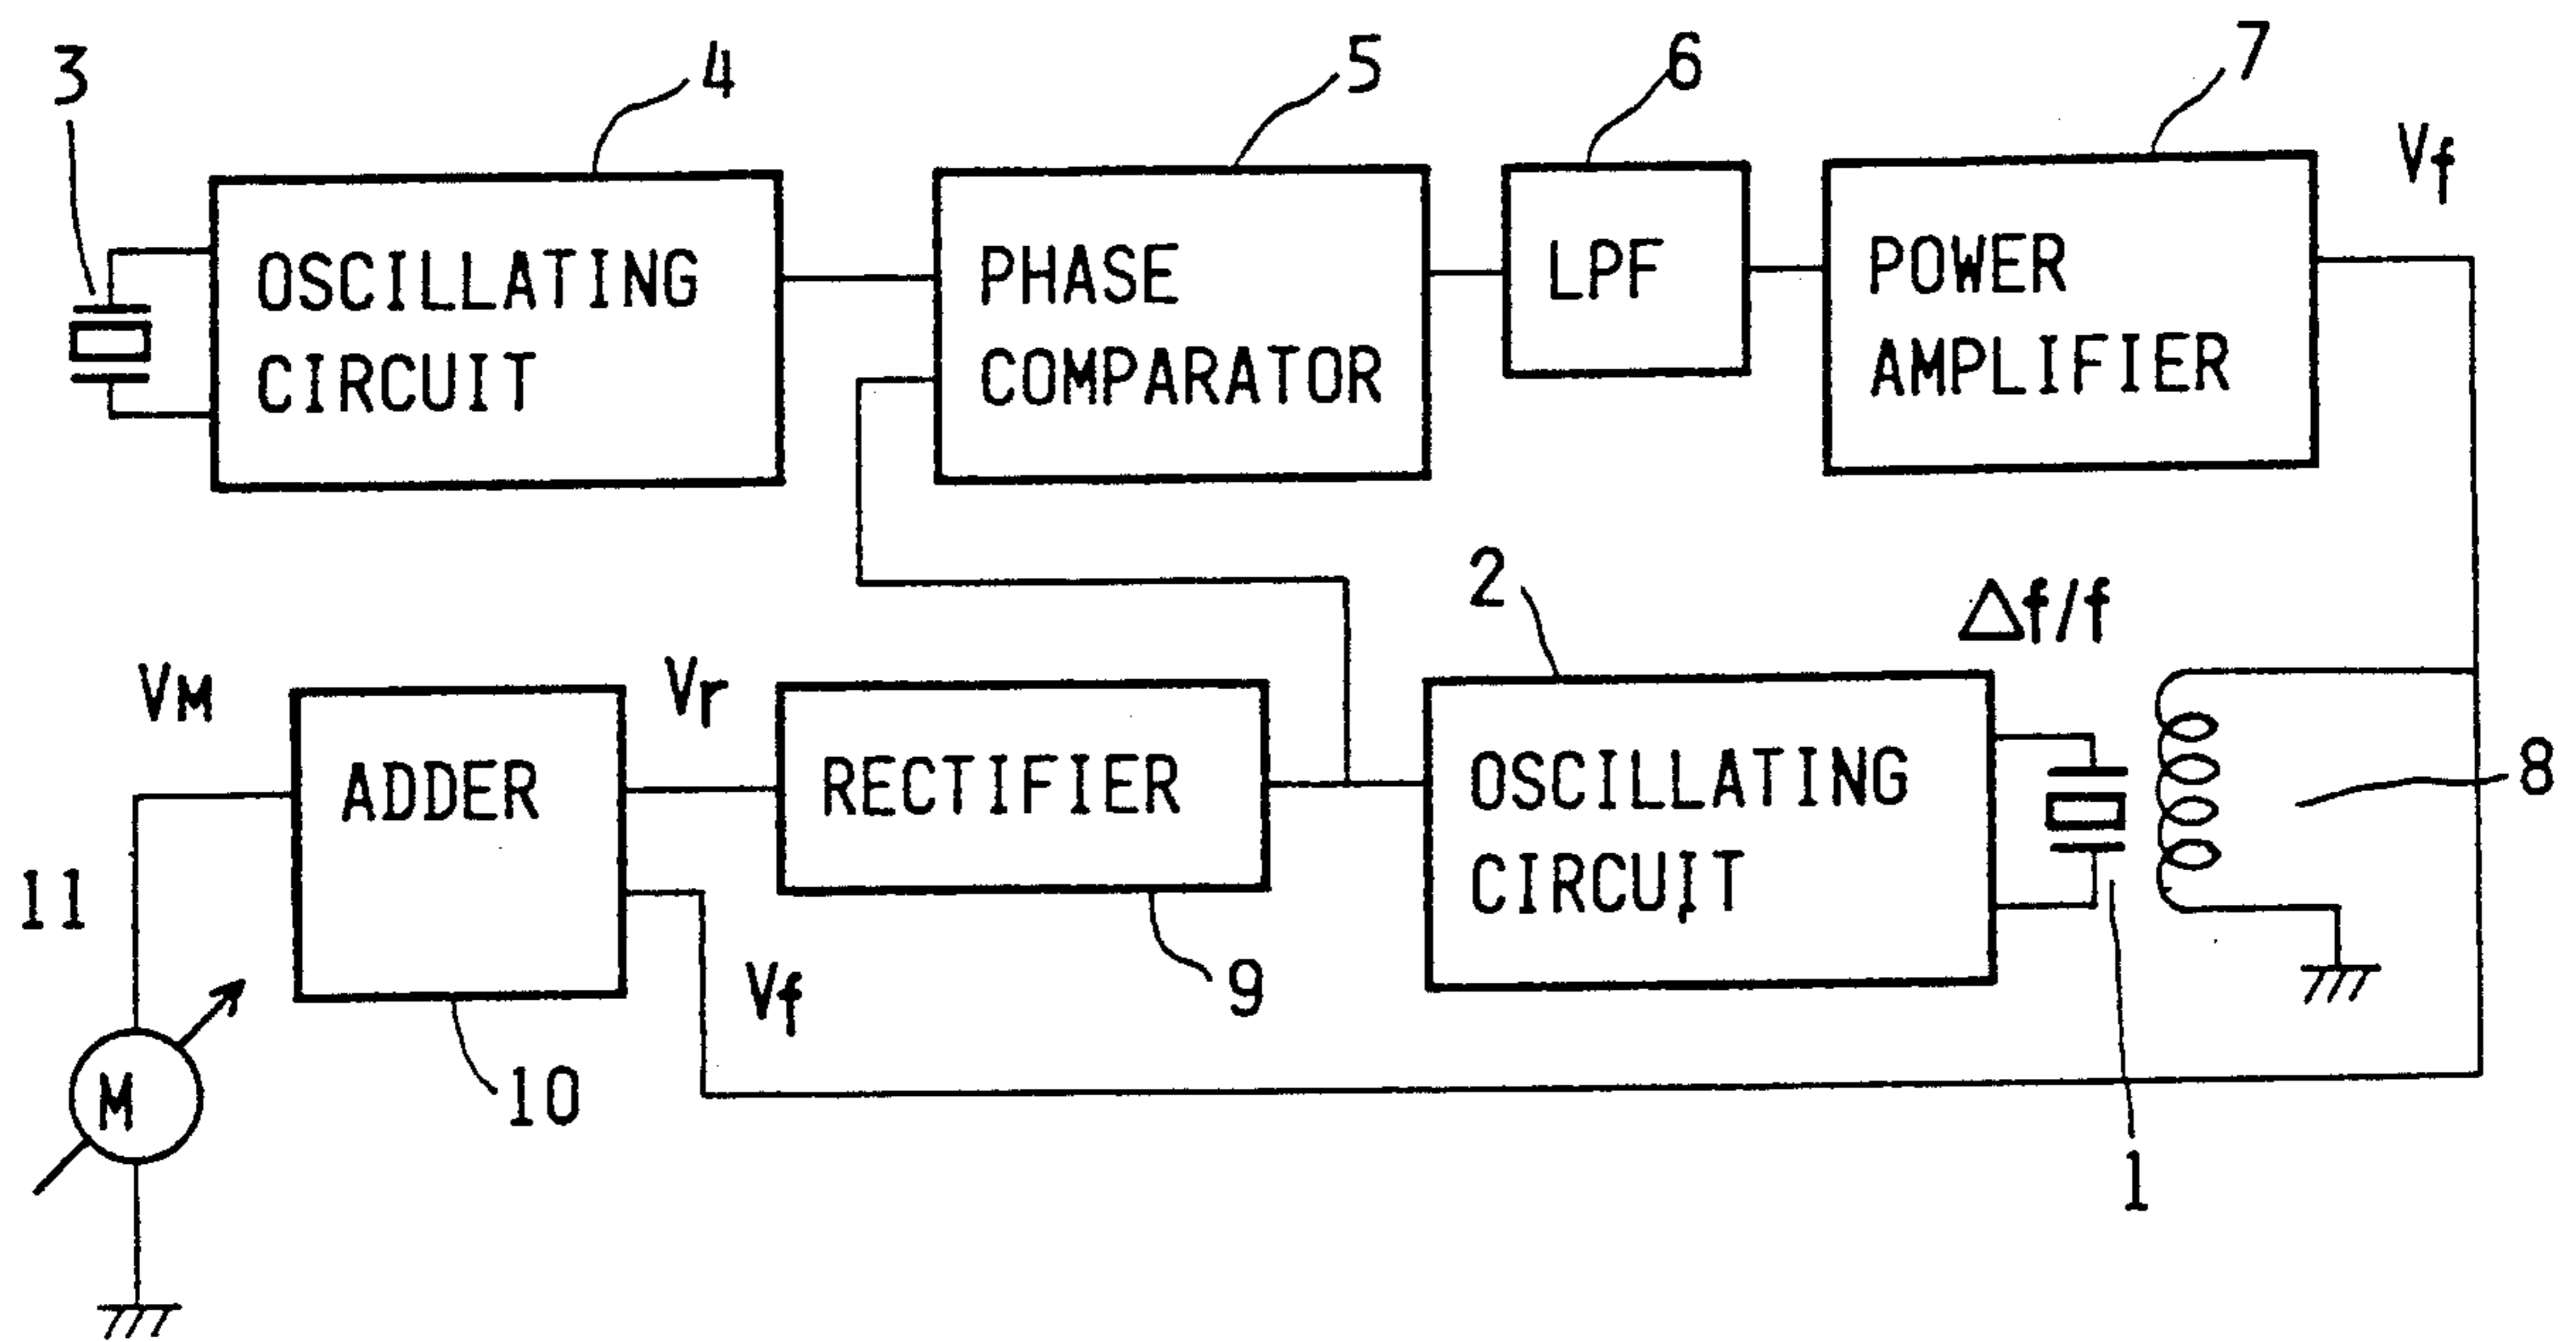 3
4
5
6
7
Vf
OSCILLATING
CIRCUIT
PHASE
COMPARATOR
LPF
POWER
AMPLIFIER
2
Δf/f
VM
Vr
ADDER
RECTIFIER
OSCILLATING
CIRCUIT
8
11
Vf
9
10
M
1